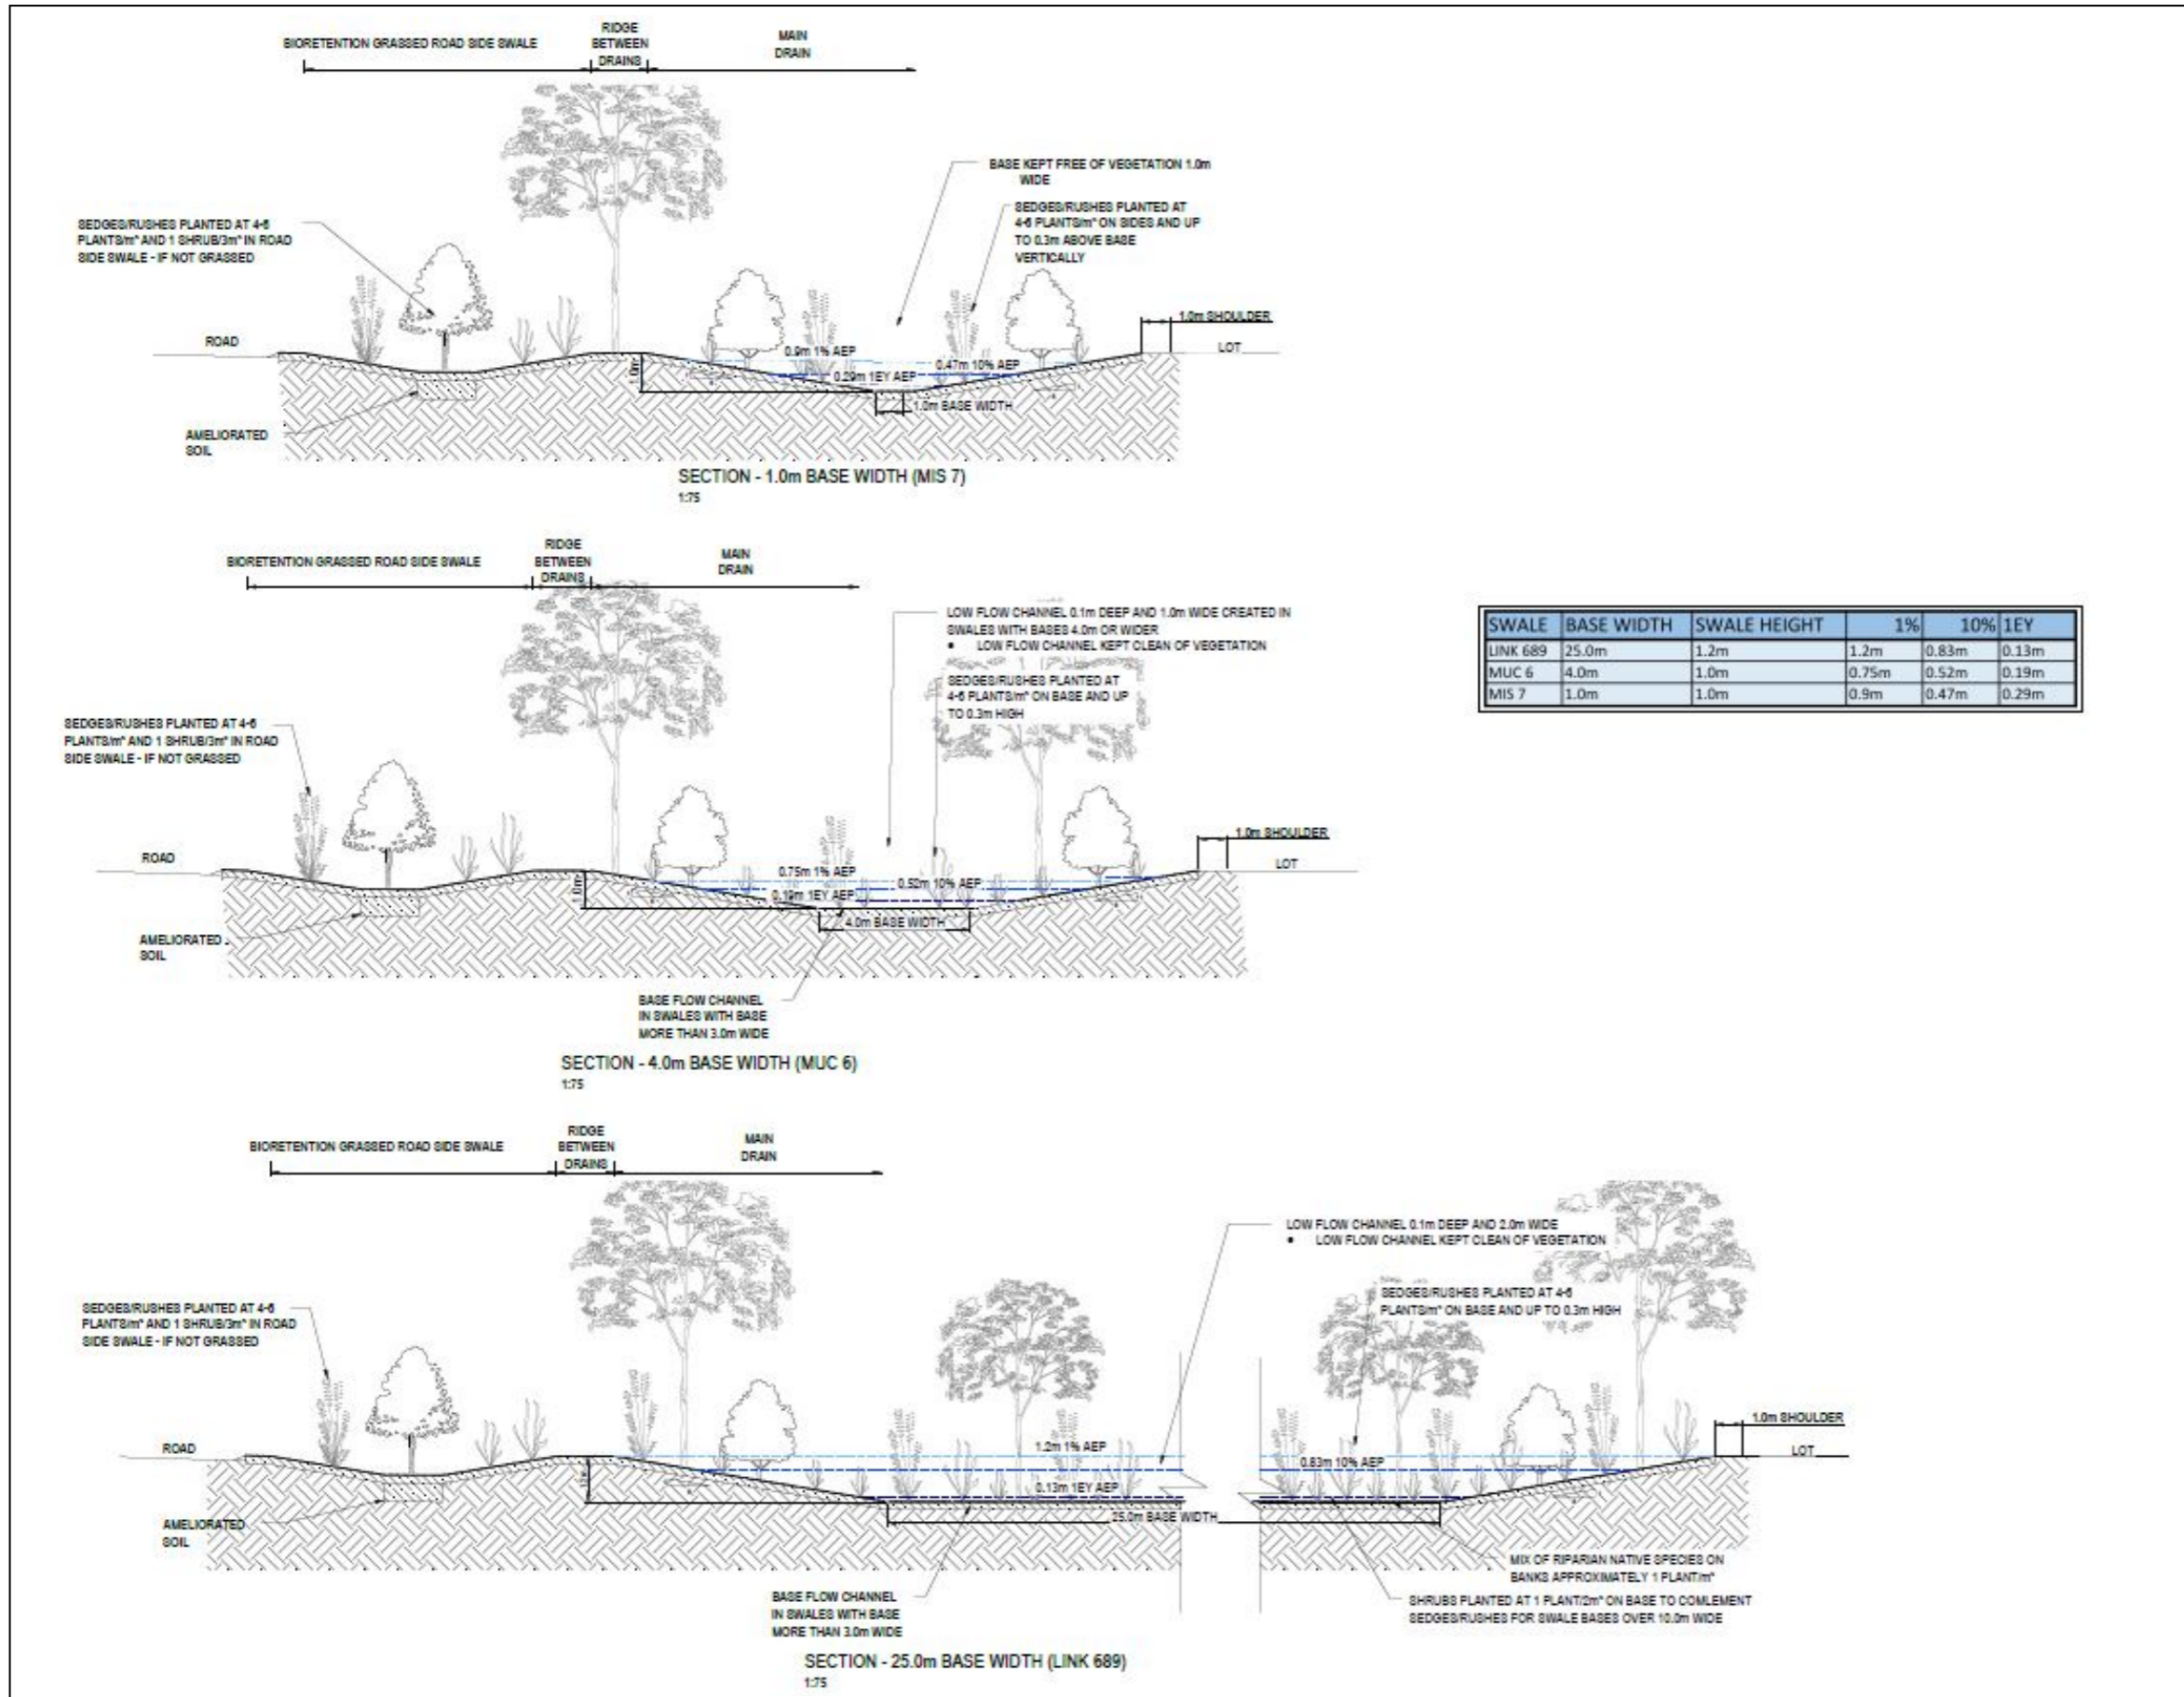 BIORETENTION GRASSED ROAD SIDE SWALE
RIDGE
BETWEEN
DRAINS
MAIN
DRAIN
BASE KEPT FREE OF VEGETATION 1.0m
WIDE
SEDGES/RUSHES PLANTED AT
4-6 PLANTS/m² ON SIDES AND UP
TO 0.3m ABOVE BASE
VERTICALLY
SEDGES/RUSHES PLANTED AT 4-6
PLANTS/m² AND 1 SHRUB/3m² IN ROAD
SIDE SWALE - IF NOT GRASSED
1.0m SHOULDER
ROAD
LOT
0.9m 1% AEP
0.47m 10% AEP
0.29m 1EY AEP
1.0m
1.0m BASE WIDTH
AMELIORATED
SOIL
SECTION - 1.0m BASE WIDTH (MIS 7)
1:75
BIORETENTION GRASSED ROAD SIDE SWALE
RIDGE
BETWEEN
DRAINS
MAIN
DRAIN
LOW FLOW CHANNEL 0.1m DEEP AND 1.0m WIDE CREATED IN
SWALES WITH BASES 4.0m OR WIDER
• LOW FLOW CHANNEL KEPT CLEAN OF VEGETATION
SEDGES/RUSHES PLANTED AT
4-6 PLANTS/m² ON BASE AND UP
TO 0.3m HIGH
SEDGES/RUSHES PLANTED AT 4-6
PLANTS/m² AND 1 SHRUB/3m² IN ROAD
SIDE SWALE - IF NOT GRASSED
1.0m SHOULDER
ROAD
LOT
0.75m 1% AEP
0.52m 10% AEP
0.19m 1EY AEP
1.0m
4.0m BASE WIDTH
AMELIORATED
SOIL
BASE FLOW CHANNEL
IN SWALES WITH BASE
MORE THAN 3.0m WIDE
SECTION - 4.0m BASE WIDTH (MUC 6)
1:75
SWALE BASE WIDTH SWALE HEIGHT 1% 10% 1EY
LINK 689 25.0m 1.2m 1.2m 0.83m 0.13m
MUC 6 4.0m 1.0m 0.75m 0.52m 0.19m
MIS 7 1.0m 1.0m 0.9m 0.47m 0.29m
BIORETENTION GRASSED ROAD SIDE SWALE
RIDGE
BETWEEN
DRAINS
MAIN
DRAIN
LOW FLOW CHANNEL 0.1m DEEP AND 2.0m WIDE
• LOW FLOW CHANNEL KEPT CLEAN OF VEGETATION
SEDGES/RUSHES PLANTED AT 4-6
PLANTS/m² ON BASE AND UP TO 0.3m HIGH
SEDGES/RUSHES PLANTED AT 4-6
PLANTS/m² AND 1 SHRUB/3m² IN ROAD
SIDE SWALE - IF NOT GRASSED
1.0m SHOULDER
ROAD
LOT
1.2m 1% AEP
0.83m 10% AEP
0.13m 1EY AEP
25.0m BASE WIDTH
AMELIORATED
SOIL
MIX OF RIPARIAN NATIVE SPECIES ON
BANKS APPROXIMATELY 1 PLANT/m²
SHRUBS PLANTED AT 1 PLANT/2m² ON BASE TO COMLEMENT
SEDGES/RUSHES FOR SWALE BASES OVER 10.0m WIDE
BASE FLOW CHANNEL
IN SWALES WITH BASE
MORE THAN 3.0m WIDE
SECTION - 25.0m BASE WIDTH (LINK 689)
1:75